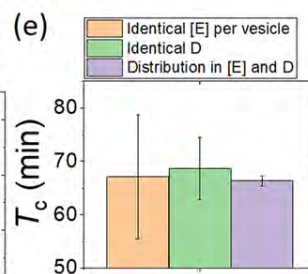 (e)
Identical [E] per vesicle
Identical D
Distribution in [E] and D
80
70
60
50
Tc (min)